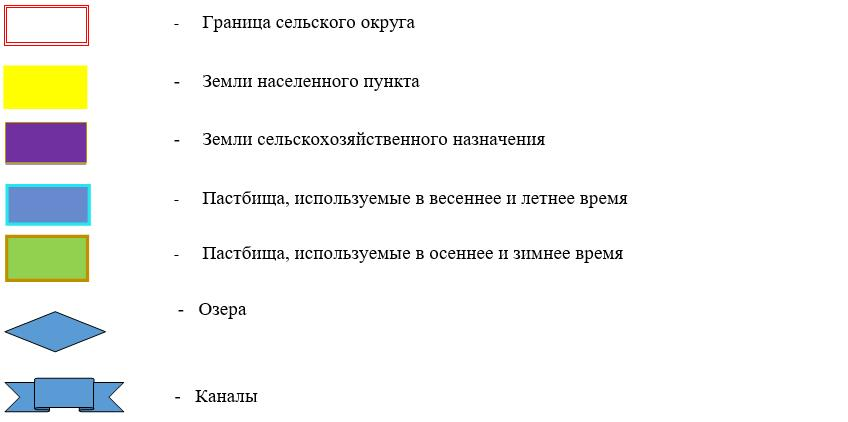 - Граница сельского округа
- Земли населенного пункта
- Земли сельскохозяйственного назначения
- Пастбища, используемые в весеннее и летнее время
- Пастбища, используемые в осеннее и зимнее время
- Озера
- Каналы